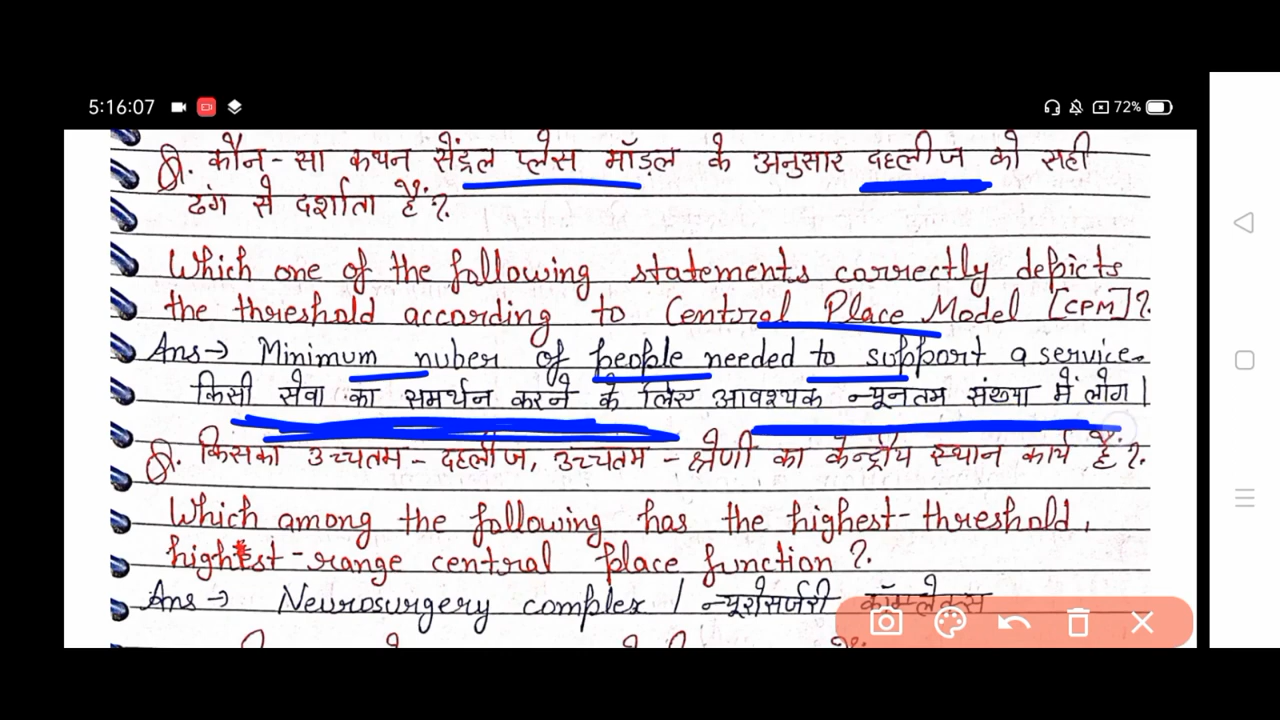 5:16:07
72%
Q. कौन-सा कथन सेंट्रल प्लेस मॉडल के अनुसार दहलीज को सही
ढंग से दर्शाता है?
Which one of the following statements correctly depicts
the threshold according to Central Place Model [CPM]?
Ans → Minimum nuber of people needed to support a service.
किसी सेवा का समर्थन करने के लिए आवश्यक न्यूनतम संख्या में लोग।
Q. किसका उच्चतम-दहलीज, उच्चतम-श्रेणी का केन्द्रीय स्थान कार्य है?
Which among the following has the highest-threshold,
highest-range central place function?
Ans → Neurosurgery complex / न्यूरोसर्जरी कॉम्लेक्स